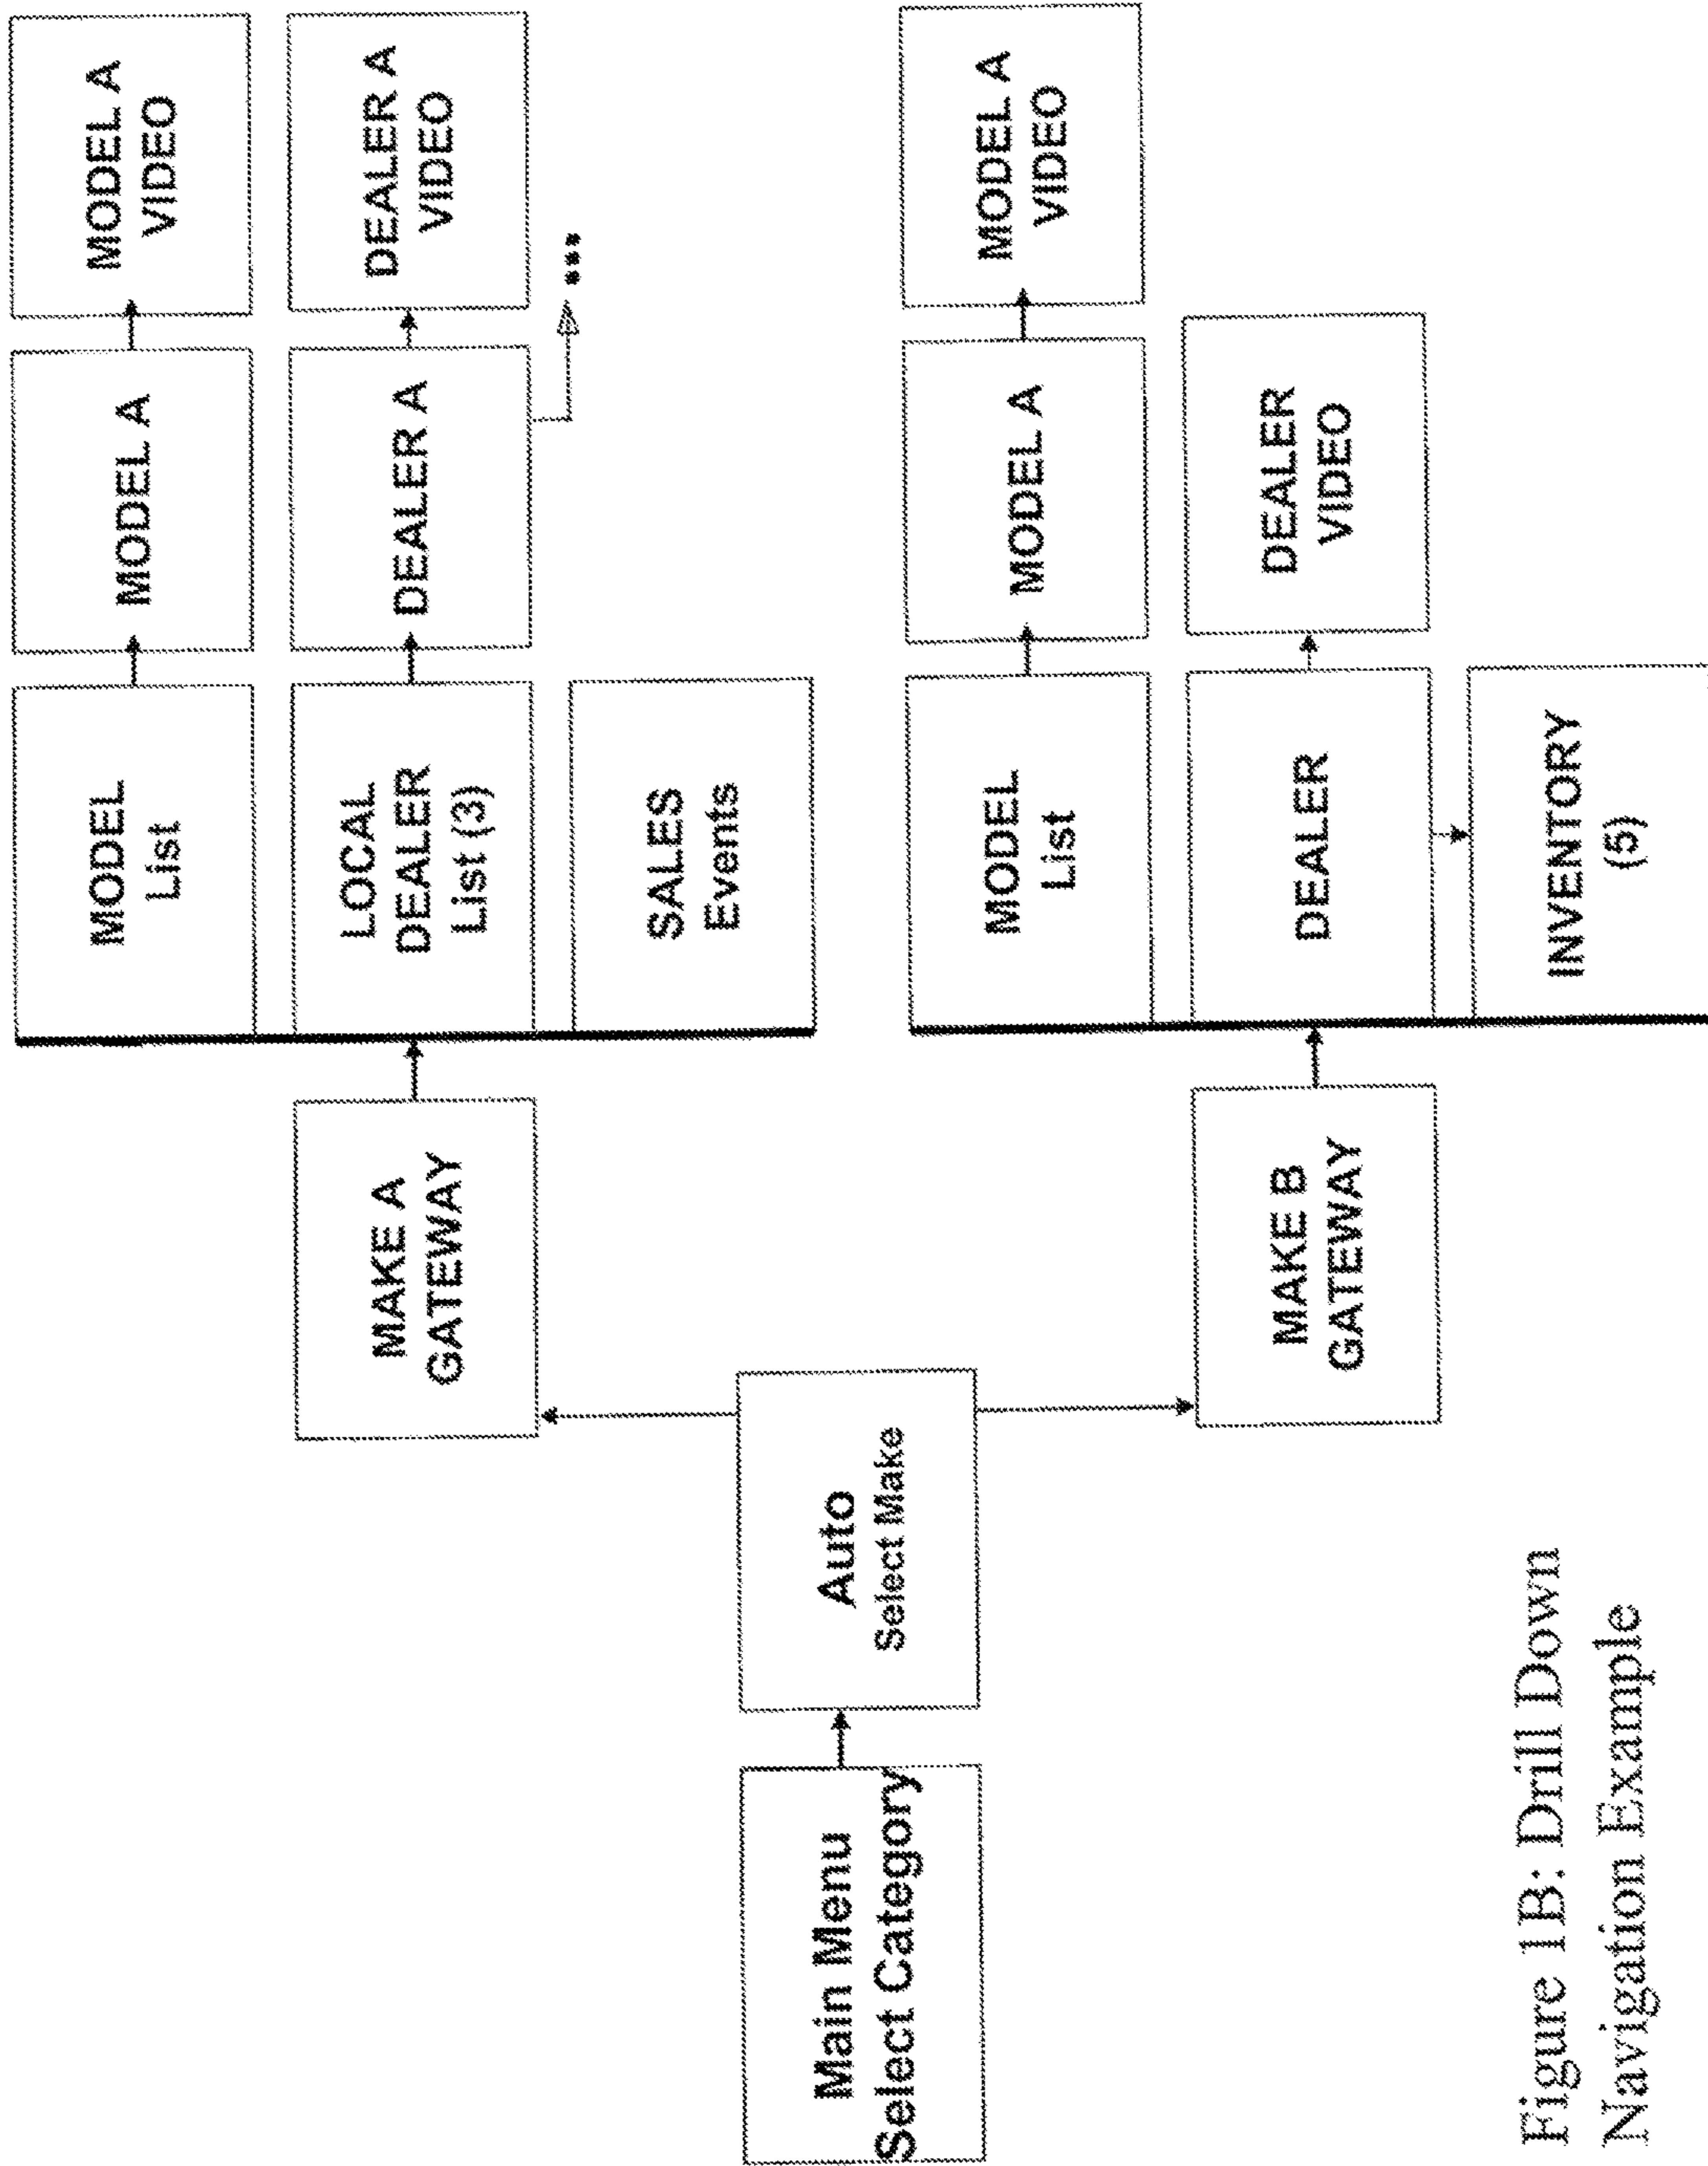 Main Menu
Select Category
Auto
Select Make
MAKE A
GATEWAY
MODEL
List
MODEL A
MODEL A
VIDEO
LOCAL
DEALER
List (3)
DEALER A
DEALER A
VIDEO
...
SALES
Events
MAKE B
GATEWAY
MODEL
List
MODEL A
MODEL A
VIDEO
DEALER
DEALER
VIDEO
INVENTORY
(5)
Figure 1B: Drill Down
Navigation Example